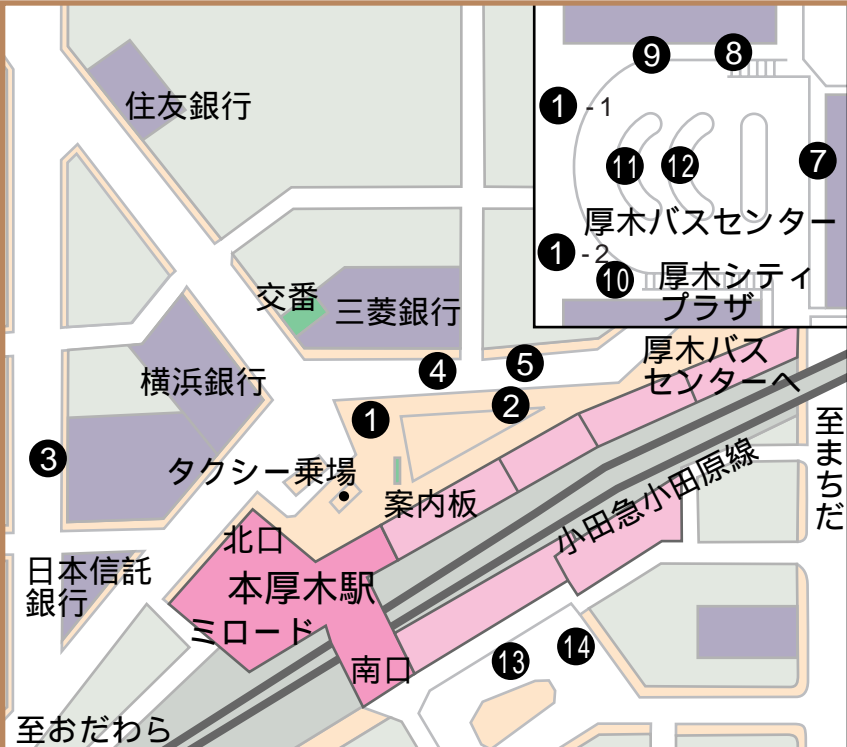 住友銀行
9
8
1 -1
11
12
7
厚木バスセンター
1 -2
10
厚木シティ
プラザ
交番
三菱銀行
厚木バス
センターへ
4
5
横浜銀行
1
2
至まちだ
3
タクシー乗場
案内板
小田急小田原線
北口
日本信託
銀行
本厚木駅
ミロード
南口
13
14
至おだわら